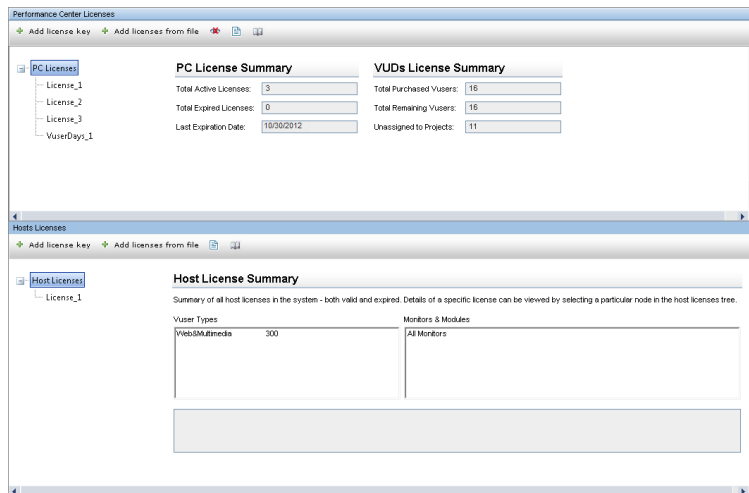 Performance Center Licenses
Add license key Add licenses from file
PC Licenses
License_1
License_2
License_3
VuserDays_1
PC License Summary
Total Active Licenses: 3
Total Expired Licenses: 0
Last Expiration Date: 10/30/2012
VUDs License Summary
Total Purchased Vusers: 16
Total Remaining Vusers: 16
Unassigned to Projects: 11
Hosts Licenses
Add license key Add licenses from file
Host Licenses
License_1
Host License Summary
Summary of all host licenses in the system - both valid and expired. Details of a specific license can be viewed by selecting a particular node in the host licenses tree.
Vuser Types
Web&Multimedia 300
Monitors & Modules
All Monitors